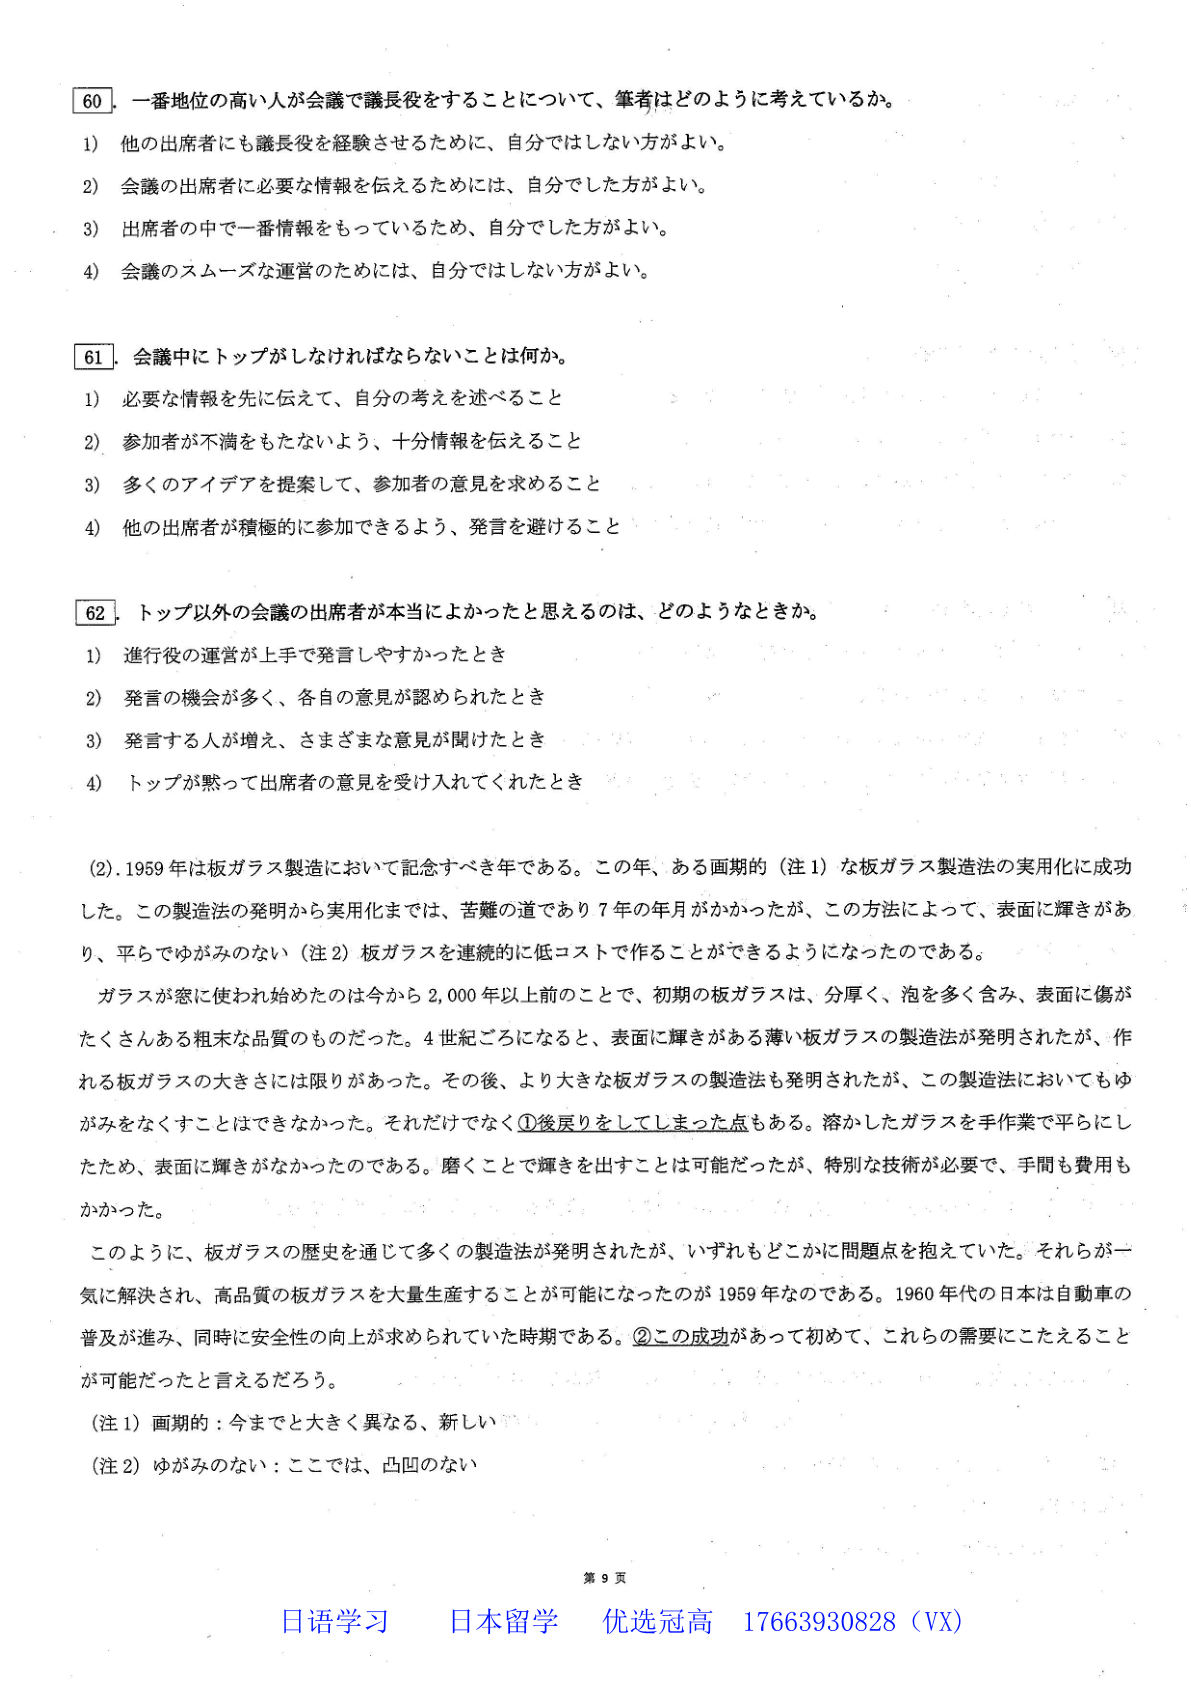 60. 一番地位の高い人が会議で議長役をすることについて、筆者はどのように考えているか。
1) 他の出席者にも議長役を経験させるために、自分ではしない方がよい。
2) 会議の出席者に必要な情報を伝えるためには、自分でした方がよい。
3) 出席者の中で一番情報をもっているため、自分でした方がよい。
4) 会議のスムーズな運営のためには、自分ではしない方がよい。
61. 会議中にトップがしなければならないことは何か。
1) 必要な情報を先に伝えて、自分の考えを述べること
2) 参加者が不満をもたないよう、十分情報を伝えること
3) 多くのアイデアを提案して、参加者の意見を求めること
4) 他の出席者が積極的に参加できるよう、発言を避けること
62. トップ以外の会議の出席者が本当によかったと思えるのは、どのようなときか。
1) 進行役の運営が上手で発言しやすかったとき
2) 発言の機会が多く、各自の意見が認められたとき
3) 発言する人が増え、さまざまな意見が聞けたとき
4) トップが黙って出席者の意見を受け入れてくれたとき
(2). 1959年は板ガラス製造において記念すべき年である。この年、ある画期的（注1）な板ガラス製造法の実用化に成功
した。この製造法の発明から実用化までは、苦難の道であり7年の年月がかかったが、この方法によって、表面に輝きがあ
り、平らでゆがみのない（注2）板ガラスを連続的に低コストで作ることができるようになったのである。
ガラスが窓に使われ始めたのは今から2,000年以上前のことで、初期の板ガラスは、分厚く、泡を多く含み、表面に傷が
たくさんある粗末な品質のものだった。4世紀ごろになると、表面に輝きがある薄い板ガラスの製造法が発明されたが、作
れる板ガラスの大きさには限りがあった。その後、より大きな板ガラスの製造法も発明されたが、この製造法においてもゆ
がみをなくすことはできなかった。それだけでなく①後戻りをしてしまった点もある。溶かしたガラスを手作業で平らにし
たため、表面に輝きがなかったのである。磨くことで輝きを出すことは可能だったが、特別な技術が必要で、手間も費用も
かかった。
このように、板ガラスの歴史を通じて多くの製造法が発明されたが、いずれもどこかに問題点を抱えていた。それらが一
気に解決され、高品質の板ガラスを大量生産することが可能になったのが1959年なのである。1960年代の日本は自動車の
普及が進み、同時に安全性の向上が求められていた時期である。②この成功があって初めて、これらの需要にこたえること
が可能だったと言えるだろう。
（注1）画期的：今までと大きく異なる、新しい
（注2）ゆがみのない：ここでは、凸凹のない
第 9 页
日语学习 日本留学 优选冠高 17663930828（VX）